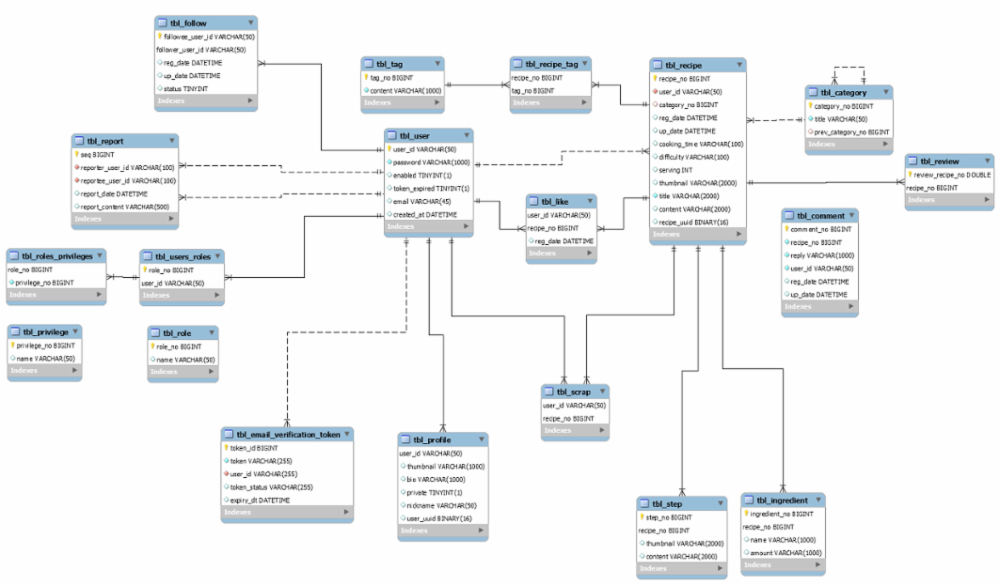 tbl_follow
followee_user_id VARCHAR(50)
follower_user_id VARCHAR(50)
reg_date DATETIME
up_date DATETIME
status TINYINT
Indexes
tbl_tag
tag_no BIGINT
content VARCHAR(1000)
Indexes
tbl_recipe_tag
recipe_no BIGINT
tag_no BIGINT
Indexes
tbl_recipe
recipe_no BIGINT
user_id VARCHAR(50)
category_no BIGINT
reg_date DATETIME
up_date DATETIME
cooking_time VARCHAR(100)
difficulty VARCHAR(100)
serving INT
thumbnail VARCHAR(2000)
title VARCHAR(2000)
content VARCHAR(2000)
recipe_uuid BINARY(16)
Indexes
tbl_category
category_no BIGINT
title VARCHAR(50)
prev_category_no BIGINT
Indexes
tbl_report
seq BIGINT
reporter_user_id VARCHAR(100)
reportee_user_id VARCHAR(100)
report_date DATETIME
report_content VARCHAR(500)
Indexes
tbl_user
user_id VARCHAR(50)
password VARCHAR(1000)
enabled TINYINT(1)
token_expired TINYINT(1)
email VARCHAR(45)
created_at DATETIME
Indexes
tbl_review
review_recipe_no DOUBLE
recipe_no BIGINT
Indexes
tbl_like
user_id VARCHAR(50)
recipe_no BIGINT
reg_date DATETIME
Indexes
tbl_comment
comment_no BIGINT
recipe_no BIGINT
reply VARCHAR(1000)
user_id VARCHAR(50)
reg_date DATETIME
up_date DATETIME
Indexes
tbl_roles_privileges
role_no BIGINT
privilege_no BIGINT
Indexes
tbl_users_roles
role_no BIGINT
user_id VARCHAR(50)
Indexes
tbl_privilege
privilege_no BIGINT
name VARCHAR(50)
Indexes
tbl_role
role_no BIGINT
name VARCHAR(50)
Indexes
tbl_scrap
user_id VARCHAR(50)
recipe_no BIGINT
Indexes
tbl_email_verification_token
token_id BIGINT
token VARCHAR(255)
user_id VARCHAR(255)
token_status VARCHAR(255)
expiry_dt DATETIME
Indexes
tbl_profile
user_id VARCHAR(50)
thumbnail VARCHAR(1000)
bio VARCHAR(1000)
private TINYINT(1)
nickname VARCHAR(50)
user_uuid BINARY(16)
Indexes
tbl_step
step_no BIGINT
recipe_no BIGINT
thumbnail VARCHAR(2000)
content VARCHAR(2000)
Indexes
tbl_ingredient
ingredient_no BIGINT
recipe_no BIGINT
name VARCHAR(1000)
amount VARCHAR(1000)
Indexes